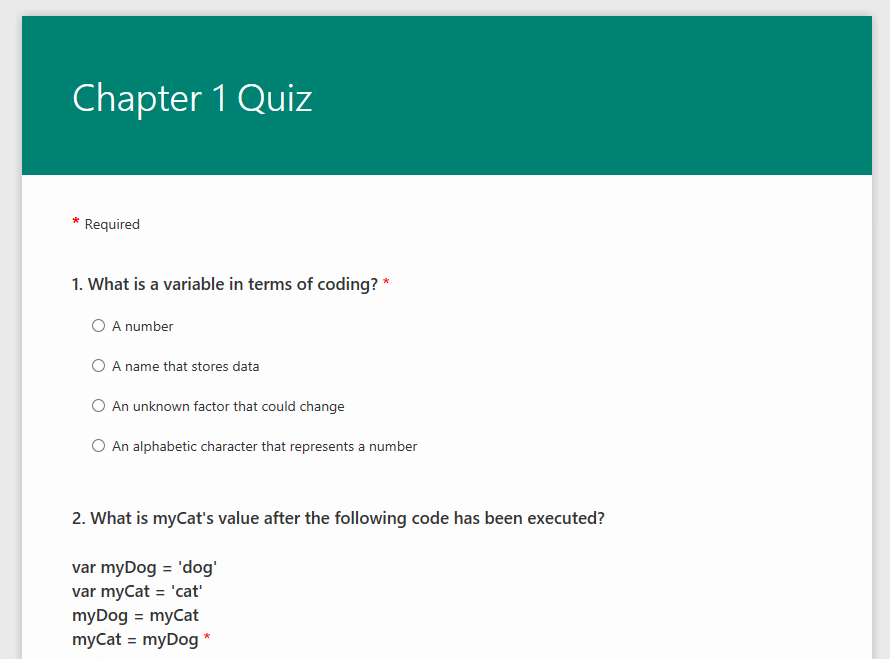 Chapter 1 Quiz
* Required
1. What is a variable in terms of coding? *
A number
A name that stores data
An unknown factor that could change
An alphabetic character that represents a number
2. What is myCat's value after the following code has been executed?
var myDog = 'dog'
var myCat = 'cat'
myDog = myCat
myCat = myDog *